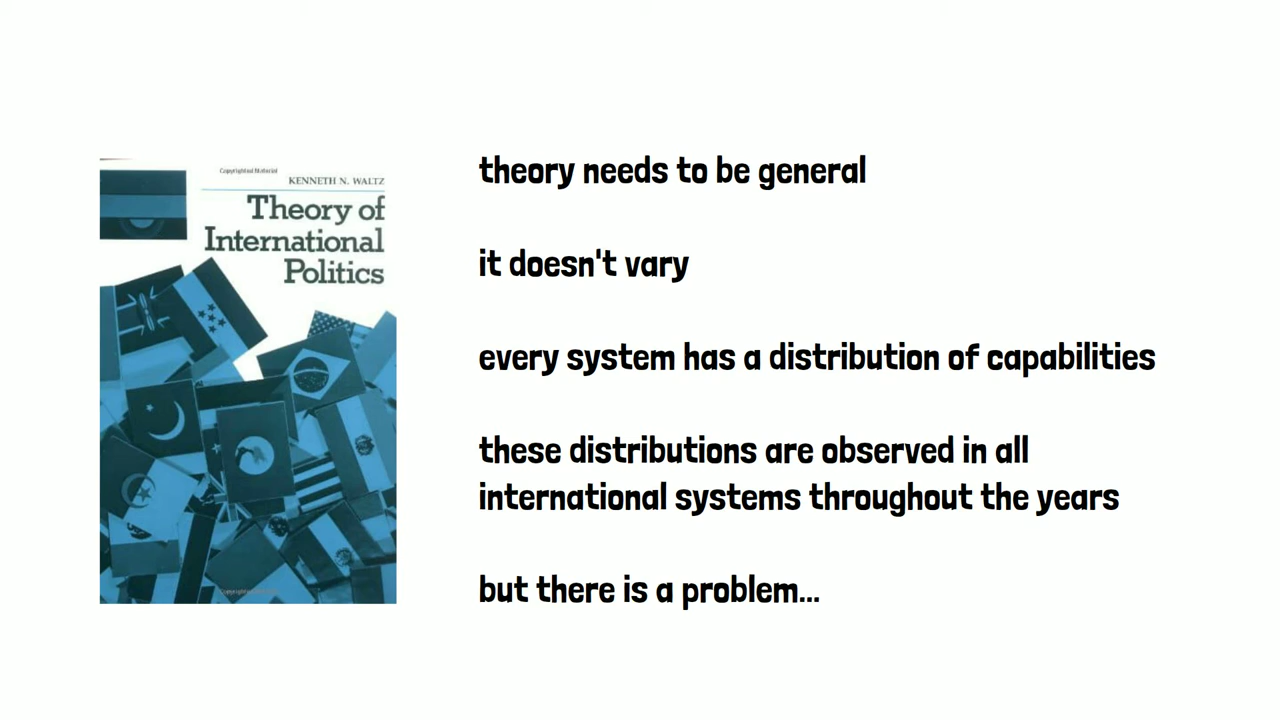 Copyrighted Material
KENNETH N. WALTZ
Theory of
International
Politics
theory needs to be general
it doesn't vary
every system has a distribution of capabilities
these distributions are observed in all
international systems throughout the years
but there is a problem...